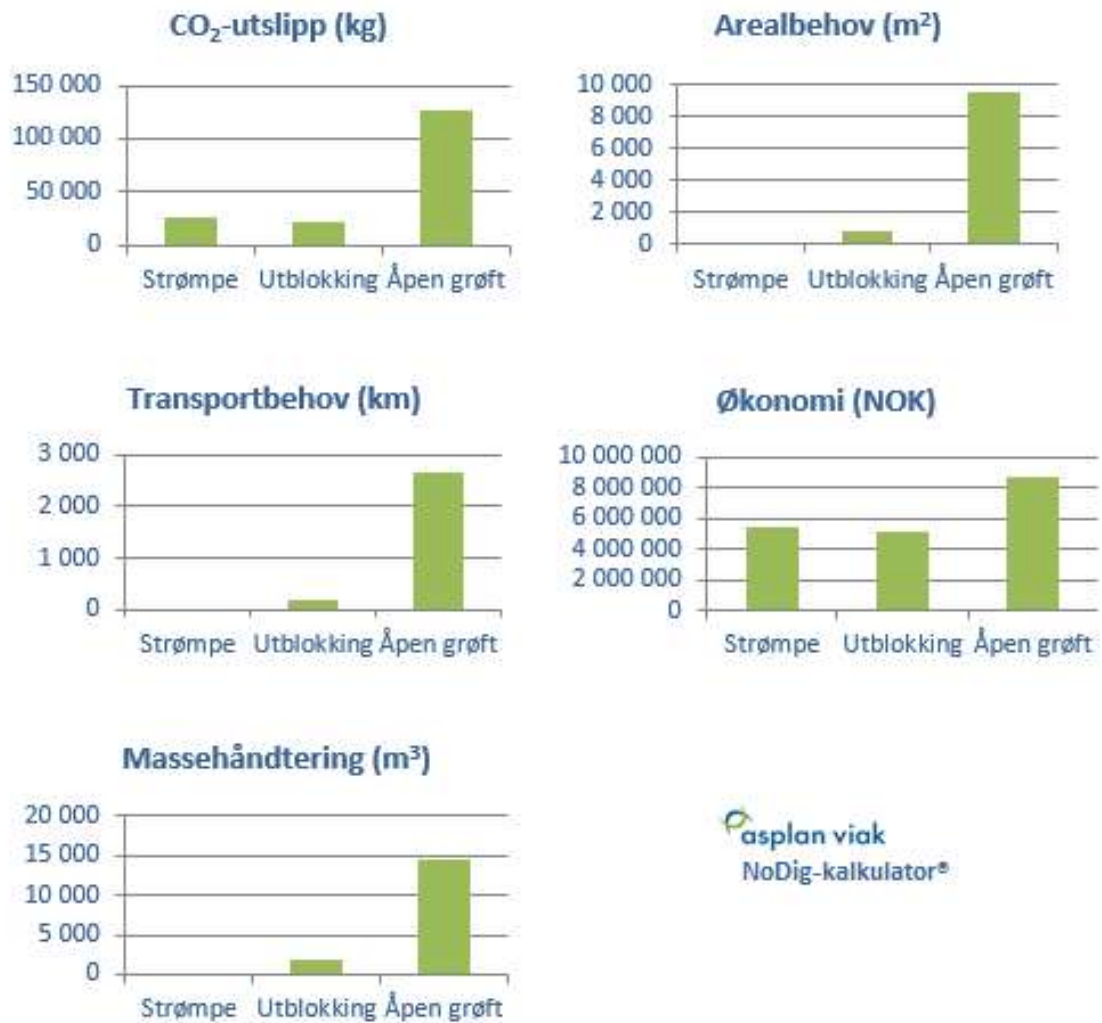 CO₂-utslipp (kg)
150 000
100 000
50 000
0
Strømpe Utblokking Åpen grøft
Arealbehov (m²)
10 000
8 000
6 000
4 000
2 000
0
Strømpe Utblokking Åpen grøft
Transportbehov (km)
3 000
2 000
1 000
0
Strømpe Utblokking Åpen grøft
Økonomi (NOK)
10 000 000
8 000 000
6 000 000
4 000 000
2 000 000
0
Strømpe Utblokking Åpen grøft
Massehåndtering (m³)
20 000
15 000
10 000
5 000
0
Strømpe Utblokking Åpen grøft
asplan viak
NoDig-kalkulator®